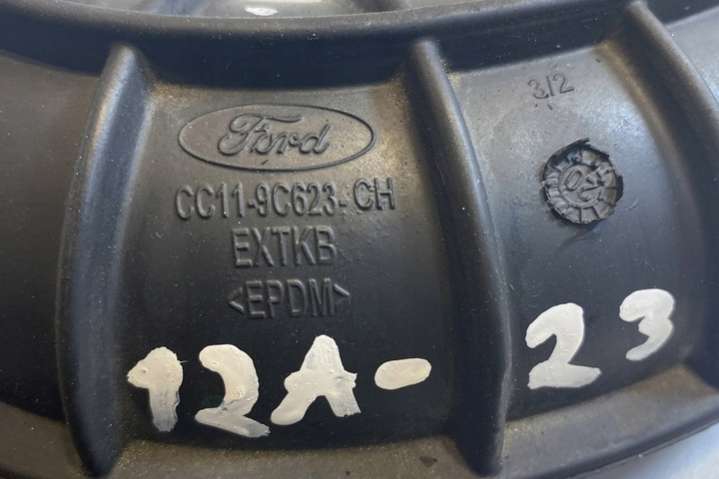 3/2
Ford
CC11-9C623-CH
EXTKB
<EPDM>
12A-23